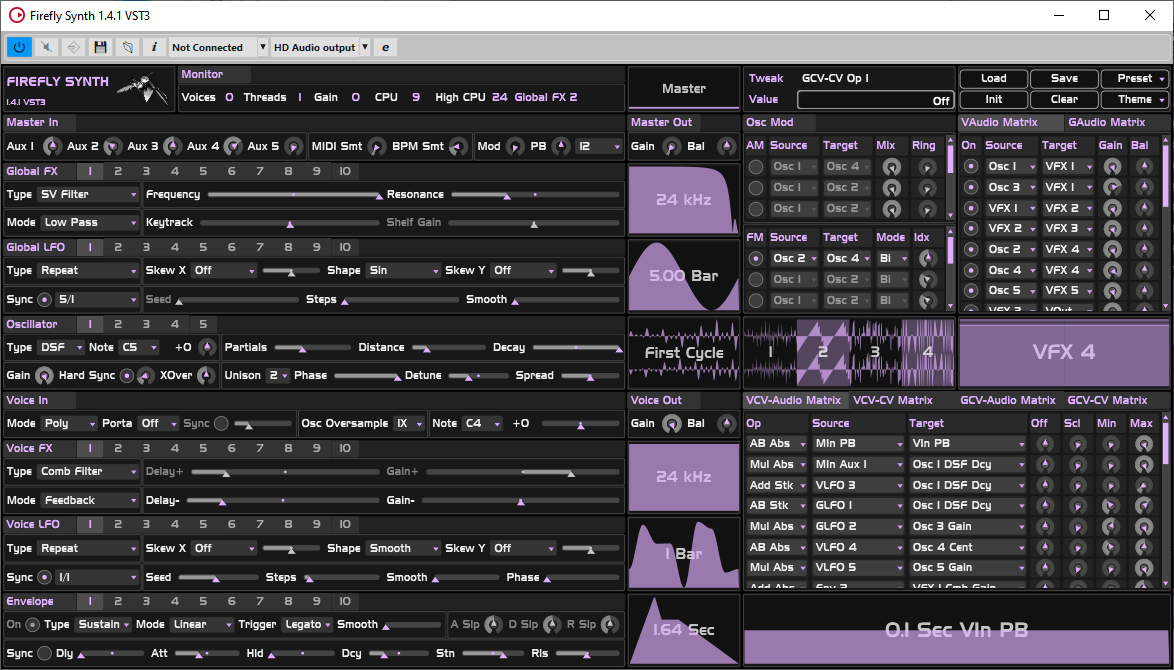 Firefly Synth 1.4.1 VST3
Not Connected HD Audio output e
FIREFLY SYNTH
1.4.1 VST3
Monitor
Voices 0 Threads 1 Gain 0 CPU 9 High CPU 24 Global FX 2
Master
Tweak GCV-CV Op 1
Value Off
Load Save Preset
Init Clear Theme
Master In
Aux 1 Aux 2 Aux 3 Aux 4 Aux 5 MIDI Smt BPM Smt Mod PB 12
Master Out
Gain Bal
Global FX 1 2 3 4 5 6 7 8 9 10
Type SV Filter Frequency Resonance
Mode Low Pass Keytrack Shelf Gain
24 kHz
Global LFO 1 2 3 4 5 6 7 8 9 10
Type Repeat Skew X Off Shape Sin Skew Y Off
Sync 5/1 Seed Steps Smooth
5.00 Bar
Oscillator 1 2 3 4 5
Type DSF Note C5 +0 Partials Distance Decay
Gain Hard Sync XOver Unison 2 Phase Detune Spread
First Cycle
Voice In
Mode Poly Porta Off Sync Osc Oversample 1X Note C4 +0
Voice Out
Gain Bal
Voice FX 1 2 3 4 5 6 7 8 9 10
Type Comb Filter Delay+ Gain+
Mode Feedback Delay- Gain-
24 kHz
Voice LFO 1 2 3 4 5 6 7 8 9 10
Type Repeat Skew X Off Shape Smooth Skew Y Off
Sync 1/1 Seed Steps Smooth Phase
1 Bar
Envelope 1 2 3 4 5 6 7 8 9 10
On Type Sustain Mode Linear Trigger Legato Smooth A Slp D Slp R Slp
Sync Dly Att Hld Dcy Stn Rls
1.64 Sec
Osc Mod
AM Source Target Mix Ring
Osc 1 Osc 4
Osc 1 Osc 2
Osc 1 Osc 2
FM Source Target Mode Idx
Osc 2 Osc 4 Bi
Osc 1 Osc 2 Bi
Osc 1 Osc 2 Bi
1 2 3 4
VAudio Matrix GAudio Matrix
On Source Target Gain Bal
Osc 1 VFX 1
Osc 3 VFX 1
VFX 1 VFX 2
VFX 2 VFX 3
Osc 2 VFX 4
Osc 4 VFX 4
Osc 5 VFX 5
VFX 3 VOut
VFX 4
VCV-Audio Matrix VCV-CV Matrix GCV-Audio Matrix GCV-CV Matrix
Op Source Target Off Scl Min Max
AB Abs MIn PB VIn PB
Mul Abs MIn Aux 1 Osc 1 DSF Dcy
Add Stk VLFO 3 Osc 1 DSF Dcy
AB Stk GLFO 1 Osc 1 DSF Dcy
Mul Abs GLFO 2 Osc 3 Gain
AB Abs VLFO 4 Osc 4 Cent
Mul Abs VLFO 5 Osc 5 Gain
Add Abs Env 2 VFX 1 Cmb Gain
0.1 Sec VIn PB